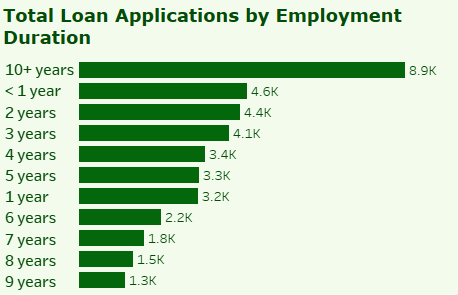 Total Loan Applications by Employment
Duration
10+ years 8.9K
< 1 year 4.6K
2 years 4.4K
3 years 4.1K
4 years 3.4K
5 years 3.3K
1 year 3.2K
6 years 2.2K
7 years 1.8K
8 years 1.5K
9 years 1.3K